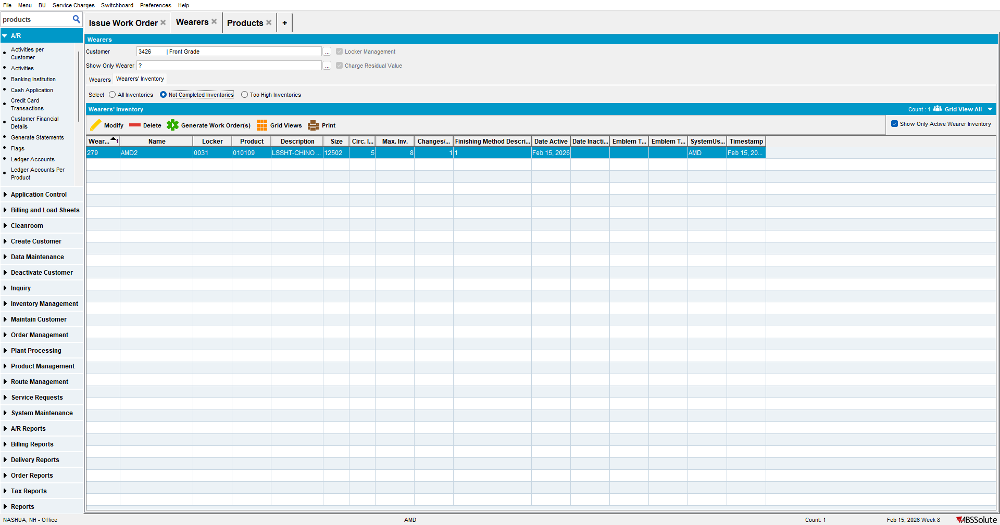 File Menu BU Service Charges Switchboard Preferences Help
products
Issue Work Order Wearers Products +
A/R
Activities per
Customer
Activities
Banking Institution
Cash Application
Credit Card
Transactions
Customer Financial
Details
Generate Statements
Flags
Ledger Accounts
Ledger Accounts Per
Product
Application Control
Billing and Load Sheets
Cleanroom
Create Customer
Data Maintenance
Deactivate Customer
Inquiry
Inventory Management
Maintain Customer
Order Management
Plant Processing
Product Management
Route Management
Service Requests
System Maintenance
A/R Reports
Billing Reports
Delivery Reports
Order Reports
Tax Reports
Reports
Wearers
Customer 3426 | Front Grade ... Locker Management
Show Only Wearer ? ... Charge Residual Value
Wearers Wearers' Inventory
Select All Inventories Not Completed Inventories Too High Inventories
Wearers' Inventory Count : 1 Grid View All
Modify Delete Generate Work Order(s) Grid Views Print Show Only Active Wearer Inventory
Wear... 1 Name Locker Product Description Size Circ. I... Max. Inv. Changes/... Finishing Method Descri... Date Active Date Inacti... Emblem T... Emblem T... SystemUs... Timestamp
279 AMD2 0031 010109 LSSHT-CHINO ... 12502 5 8 1 1 Feb 15, 2026 AMD Feb 15, 20...
NASHUA, NH - Office AMD Count: 1 Feb 15, 2026 Week 8 ABSSolute